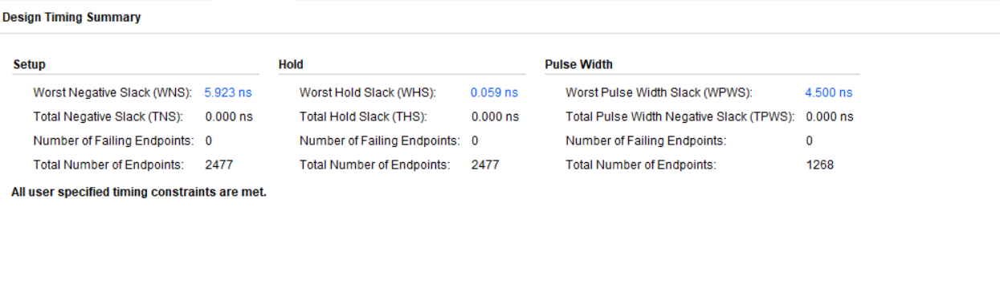 Design Timing Summary
Setup
Worst Negative Slack (WNS): 5.923 ns
Total Negative Slack (TNS): 0.000 ns
Number of Failing Endpoints: 0
Total Number of Endpoints: 2477
Hold
Worst Hold Slack (WHS): 0.059 ns
Total Hold Slack (THS): 0.000 ns
Number of Failing Endpoints: 0
Total Number of Endpoints: 2477
Pulse Width
Worst Pulse Width Slack (WPWS): 4.500 ns
Total Pulse Width Negative Slack (TPWS): 0.000 ns
Number of Failing Endpoints: 0
Total Number of Endpoints: 1268
All user specified timing constraints are met.